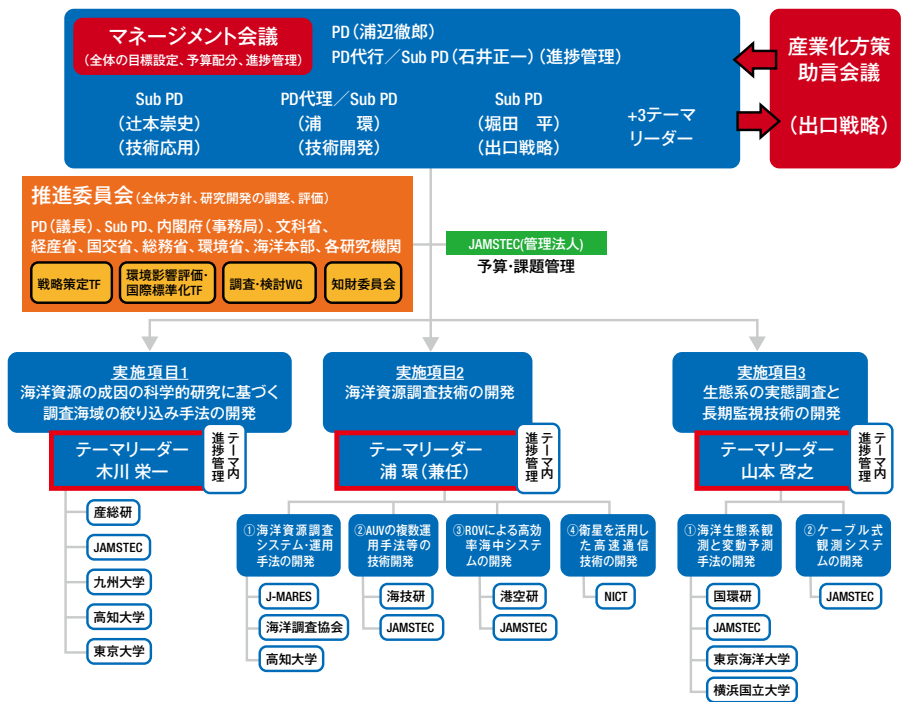 マネージメント会議
(全体の目標設定、予算配分、進捗管理)
PD(浦辺徹郎)
PD代行/Sub PD(石井正一)(進捗管理)
Sub PD
(辻本崇史)
(技術応用)
PD代理/Sub PD
(浦 環)
(技術開発)
Sub PD
(堀田 平)
(出口戦略)
+3テーマ
リーダー
産業化方策
助言会議
(出口戦略)
推進委員会(全体方針、研究開発の調整、評価)
PD(議長)、Sub PD、内閣府(事務局)、文科省、
経産省、国交省、総務省、環境省、海洋本部、各研究機関
戦略策定TF
環境影響評価・
国際標準化TF
調査・検討WG
知財委員会
JAMSTEC(管理法人)
予算・課題管理
実施項目1
海洋資源の成因の科学的研究に基づく
調査海域の絞り込み手法の開発
テーマリーダー
木川 栄一
テーマ内
進捗管理
産総研
JAMSTEC
九州大学
高知大学
東京大学
実施項目2
海洋資源調査技術の開発
テーマリーダー
浦 環(兼任)
テーマ内
進捗管理
①海洋資源調査
システム・運用
手法の開発
J-MARES
海洋調査協会
高知大学
②AUVの複数運
用手法等の
技術開発
海技研
JAMSTEC
③ROVによる高効
率海中システ
ムの開発
港空研
JAMSTEC
④衛星を活用し
た高速通信
技術の開発
NICT
実施項目3
生態系の実態調査と
長期監視技術の開発
テーマリーダー
山本 啓之
テーマ内
進捗管理
①海洋生態系観
測と変動予測
手法の開発
国環研
JAMSTEC
東京海洋大学
横浜国立大学
②ケーブル式
観測システ
ムの開発
JAMSTEC